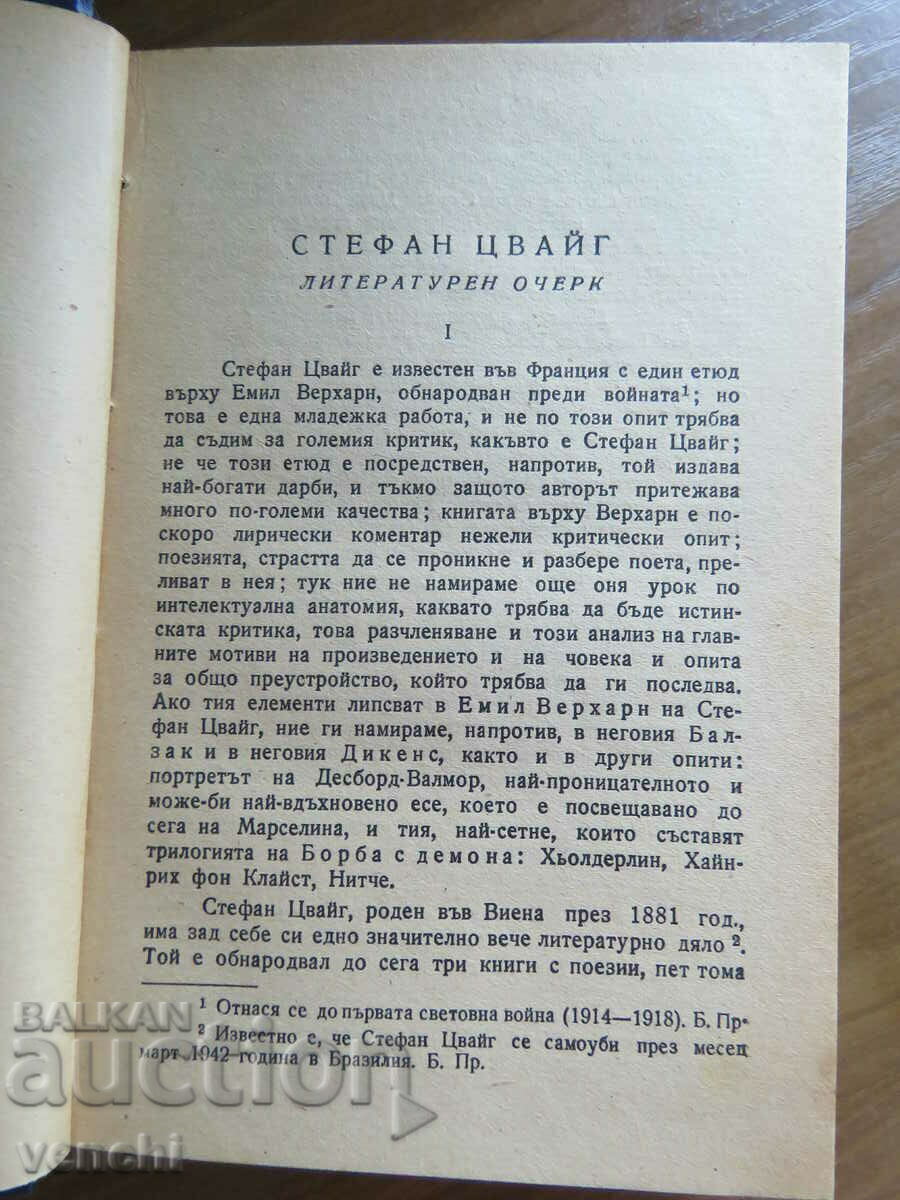 СТЕФАН ЦВАЙГ
ЛИТЕРАТУРЕН ОЧЕРК
I
Стефан Цвайг е известен във Франция с един етюд
върху Емил Верхарн, обнародван преди войната¹; но
това е една младежка работа, и не по този опит трябва
да съдим за големия критик, какъвто е Стефан Цвайг;
не че този етюд е посредствен, напротив, той издава
най-богати дарби, и тъкмо защото авторът притежава
много по-големи качества; книгата върху Верхарн е по-
скоро лирически коментар нежели критически опит;
поезията, страстта да се проникне и разбере поета, пре-
ливат в нея; тук ние не намираме още оня урок по
интелектуална анатомия, каквато трябва да бъде истин-
ската критика, това разчленяване и този анализ на глав-
ните мотиви на произведението и на човека и опита
за общо преустройство, който трябва да ги последва.
Ако тия елементи липсват в Емил Верхарн на Сте-
фан Цвайг, ние ги намираме, напротив, в неговия Бал-
зак и в неговия Дикенс, както и в други опити:
портретът на Десборд-Валмор, най-проницателното и
може-би най-вдъхновено есе, което е посвещавано до
сега на Марселина, и тия, най-сетне, които съставят
трилогията на Борба с демона: Хьолдерлин, Хайн-
рих фон Клайст, Нитче.
Стефан Цвайг, роден във Виена през 1881 год.,
има зад себе си едно значително вече литературно дяло².
Той е обнародвал до сега три книги с поезии, пет тома
¹ Отнася се до първата световна война (1914—1918). Б. Пр.
² Известно е, че Стефан Цвайг се самоуби през месец
март 1942 година в Бразилия. Б. Пр.
BALKAN
auction
venchi